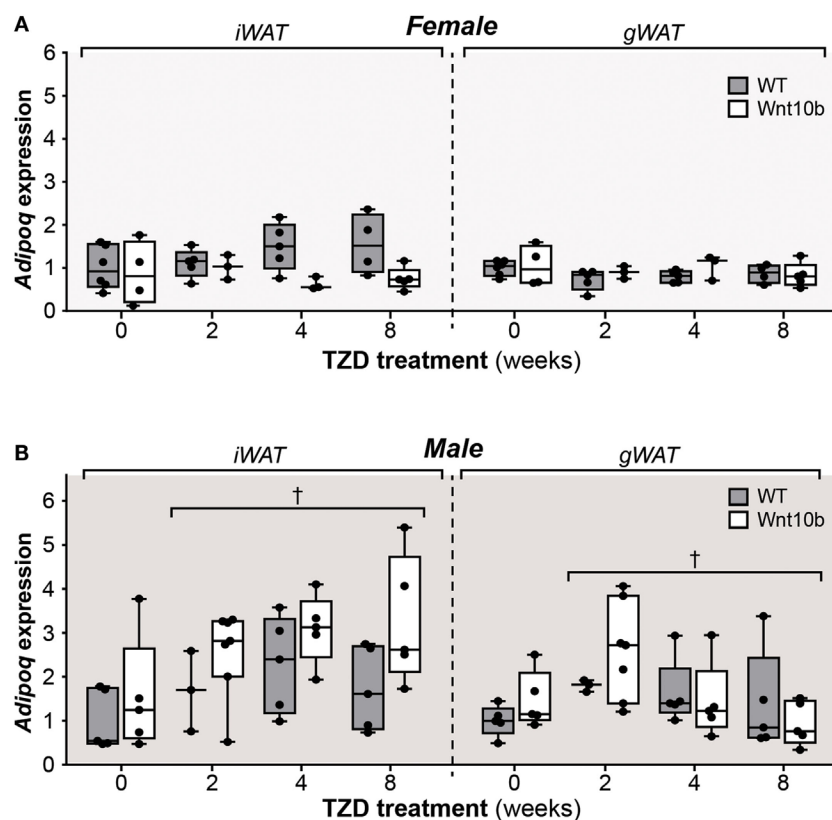 A
Female
iWAT
gWAT
6
5
4
3
2
1
0
Adipoq expression
WT
Wnt10b
0 2 4 8 0 2 4 8
TZD treatment (weeks)
B
Male
iWAT
gWAT
6
5
4
3
2
1
0
Adipoq expression
†
†
WT
Wnt10b
0 2 4 8 0 2 4 8
TZD treatment (weeks)